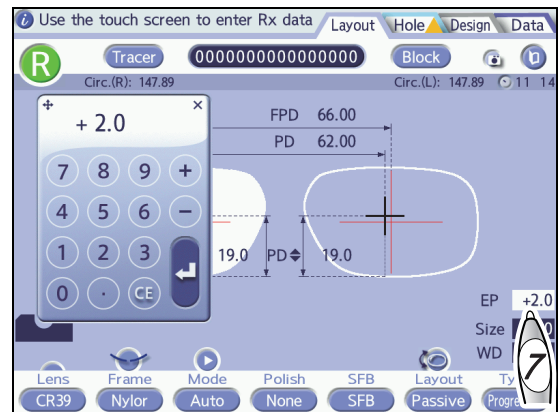 Use the touch screen to enter Rx data Layout Hole Design Data
R Tracer 0000000000000000 Block
Circ.(R): 147.89 Circ.(L): 147.89 11 14
+ 2.0
7 8 9 +
4 5 6 −
1 2 3
0 · CE
FPD 66.00
PD 62.00
19.0 PD 19.0
EP +2.0
Size
WD
7
Lens Frame Mode Polish SFB Layout
CR39 Nylor Auto None SFB Passive